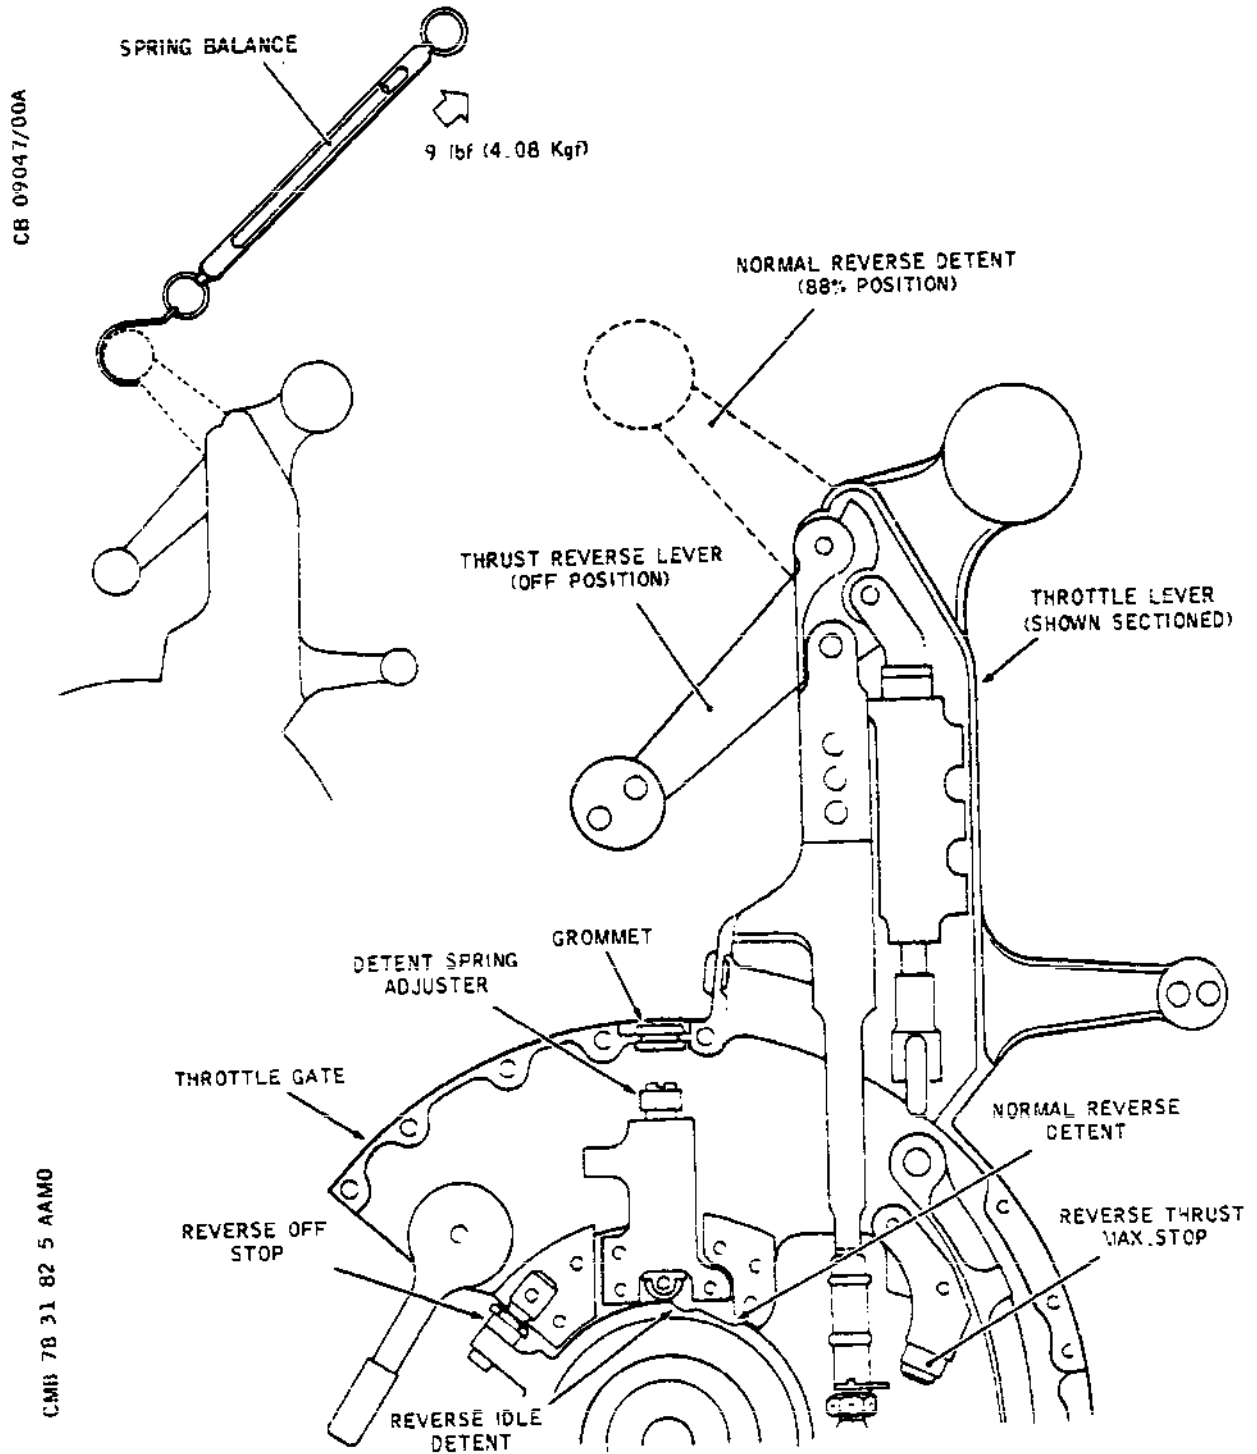 SPRING BALANCE
CB 09047/00A
9 lbf (4.08 Kgf)
NORMAL REVERSE DETENT
(88% POSITION)
THRUST REVERSE LEVER
(OFF POSITION)
THROTTLE LEVER
(SHOWN SECTIONED)
GROMMET
DETENT SPRING
ADJUSTER
THROTTLE GATE
NORMAL REVERSE
DETENT
REVERSE THRUST
MAX.STOP
REVERSE OFF
STOP
REVERSE IDLE
DETENT
CMB 78 31 82 5 AAM0